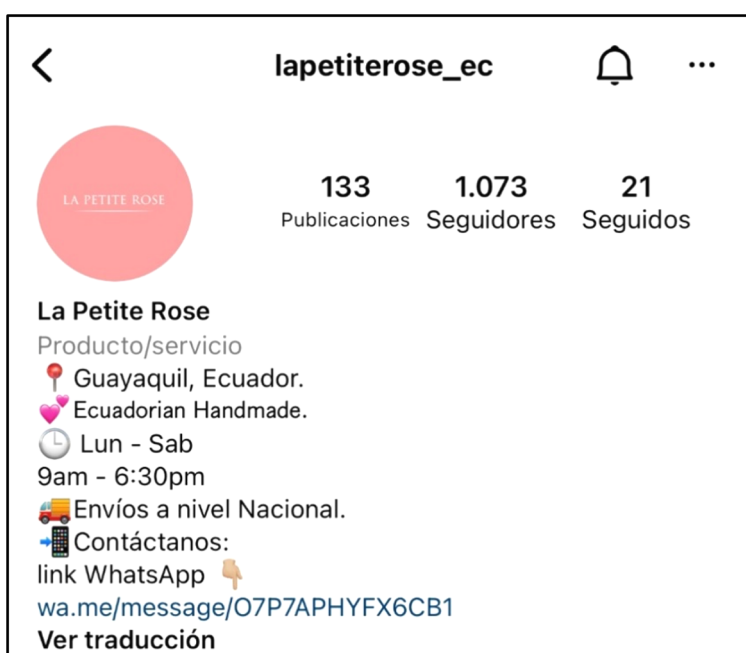 lapetiterose_ec
LA PETITE ROSE
133 1.073 21
Publicaciones Seguidores Seguidos
La Petite Rose
Producto/servicio
📍 Guayaquil, Ecuador.
💕 Ecuadorian Handmade.
🕒 Lun - Sab
9am - 6:30pm
🚚 Envíos a nivel Nacional.
📲 Contáctanos:
link WhatsApp 👇🏼
wa.me/message/O7P7APHYFX6CB1
Ver traducción